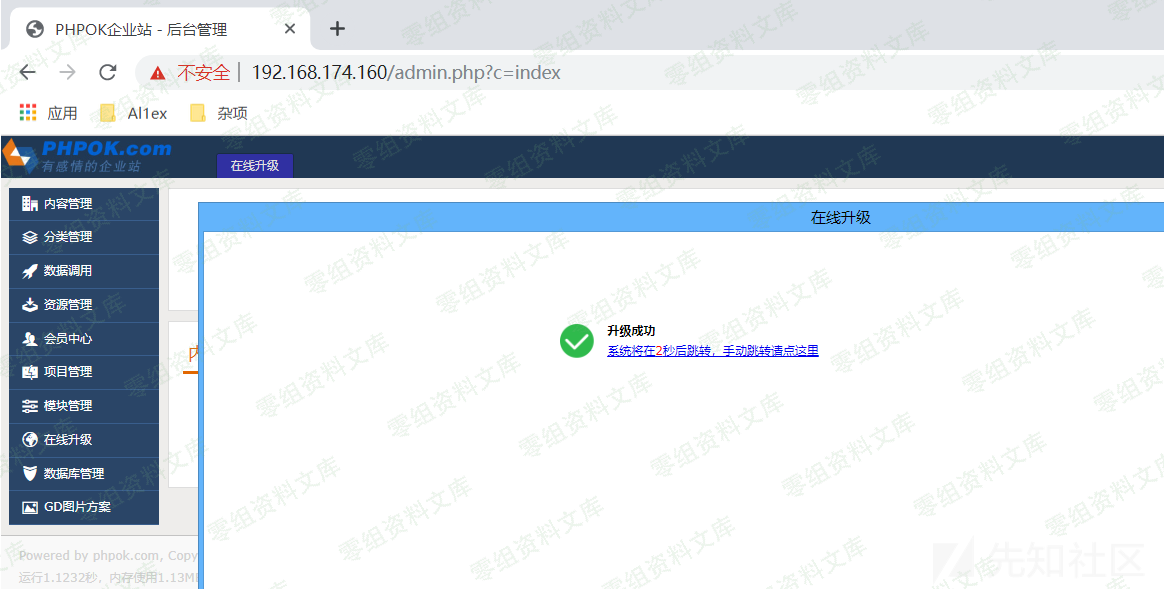 PHPOK企业站 - 后台管理
不安全 | 192.168.174.160/admin.php?c=index
应用 Al1ex 杂项
PHPOK.com
有感情的企业站
在线升级
内容管理
分类管理
数据调用
资源管理
会员中心
项目管理
模块管理
在线升级
数据库管理
GD图片方案
在线升级
升级成功
系统将在2秒后跳转，手动跳转请点这里
Powered by phpok.com, Copy
运行1.1232秒，内存使用1.13M
零组资料文库
先知社区